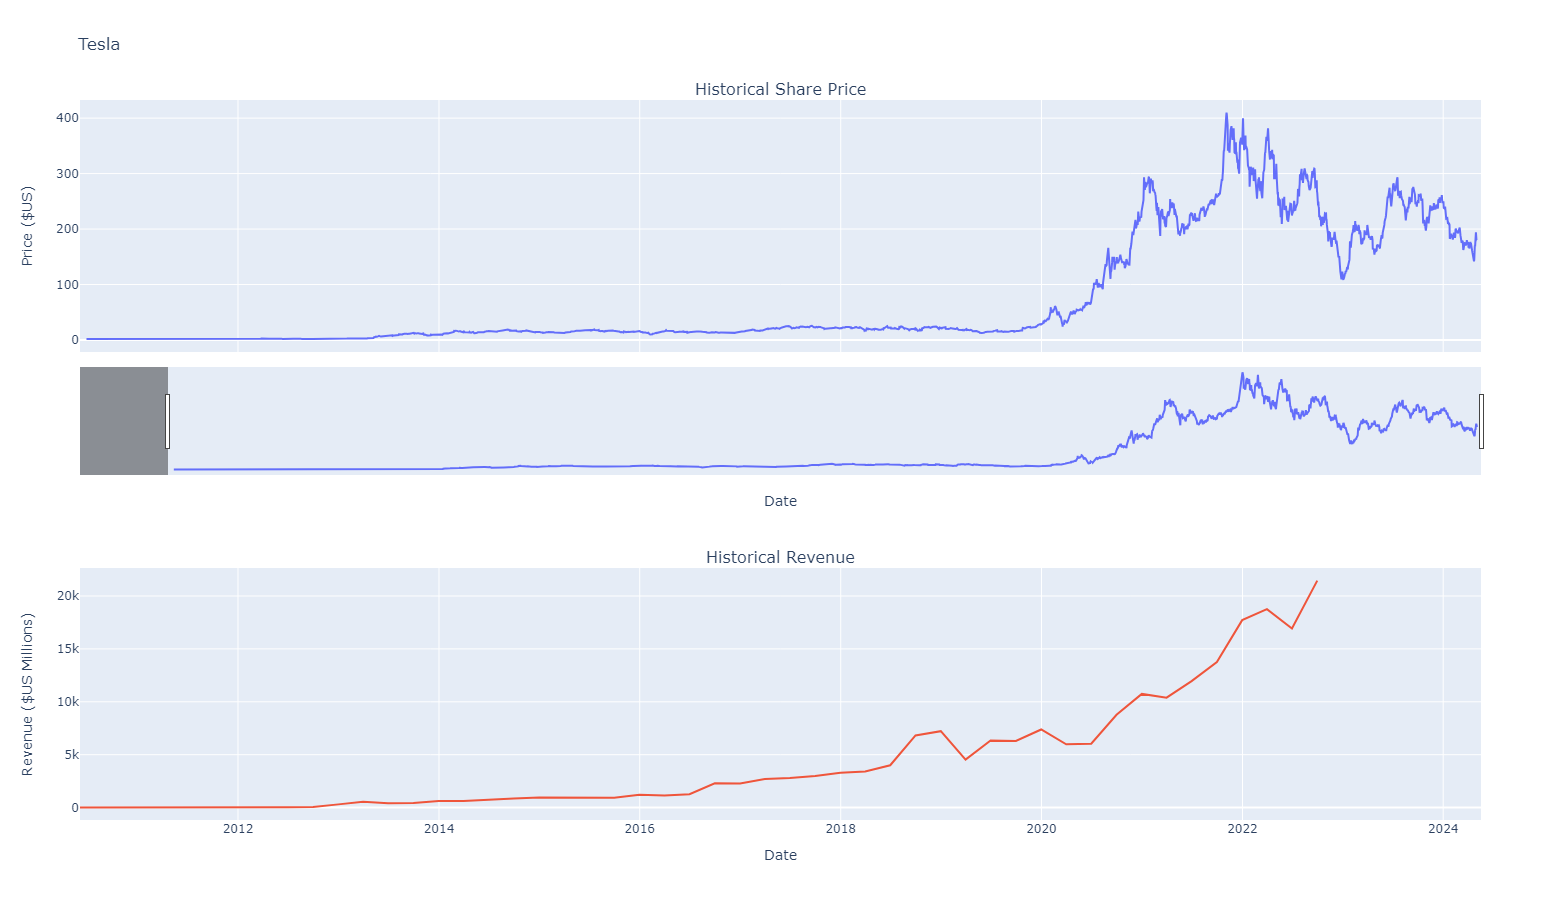 Tesla
Historical Share Price
Price ($US)
400
300
200
100
0
Date
Historical Revenue
Revenue ($US Millions)
20k
15k
10k
5k
0
2012 2014 2016 2018 2020 2022 2024
Date